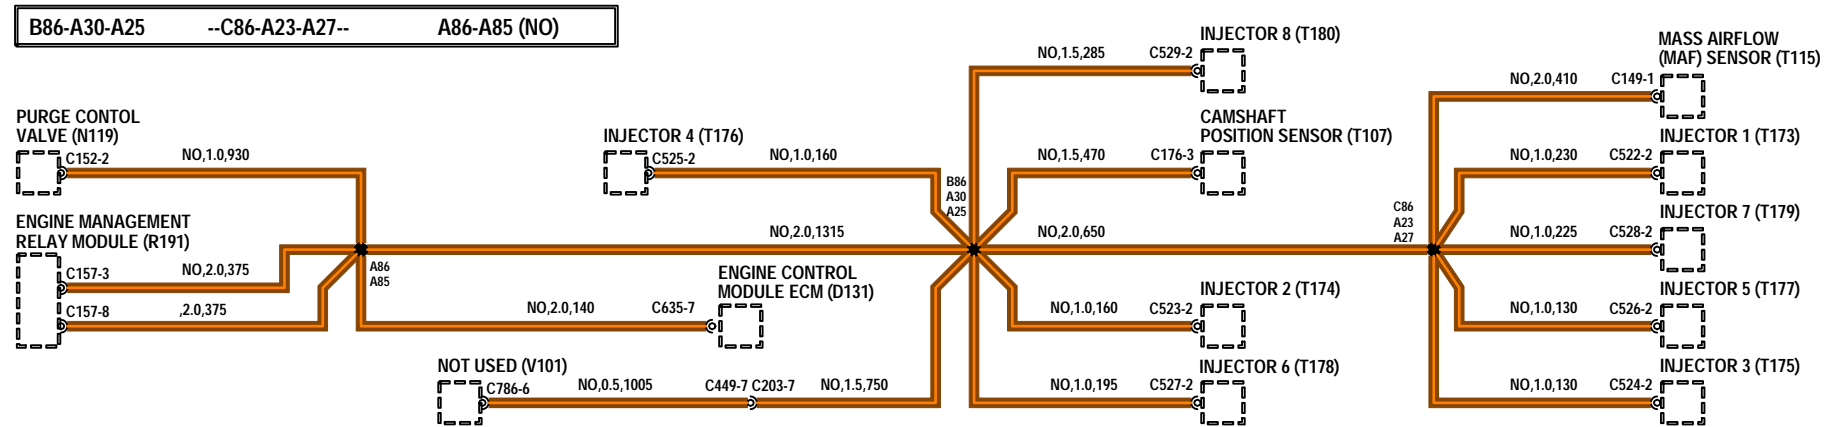 B86-A30-A25 --C86-A23-A27-- A86-A85 (NO)
PURGE CONTOL
VALVE (N119)
C152-2
NO,1.0,930
ENGINE MANAGEMENT
RELAY MODULE (R191)
C157-3
NO,2.0,375
C157-8
,2.0,375
A86
A85
INJECTOR 4 (T176)
C525-2
NO,1.0,160
NO,2.0,1315
ENGINE CONTROL
MODULE ECM (D131)
NO,2.0,140
C635-7
NOT USED (V101)
C786-6
NO,0.5,1005
C449-7 C203-7
NO,1.5,750
B86
A30
A25
INJECTOR 8 (T180)
NO,1.5,285
C529-2
CAMSHAFT
POSITION SENSOR (T107)
NO,1.5,470
C176-3
NO,2.0,650
INJECTOR 2 (T174)
NO,1.0,160
C523-2
INJECTOR 6 (T178)
NO,1.0,195
C527-2
C86
A23
A27
MASS AIRFLOW
(MAF) SENSOR (T115)
NO,2.0,410
C149-1
INJECTOR 1 (T173)
NO,1.0,230
C522-2
INJECTOR 7 (T179)
NO,1.0,225
C528-2
INJECTOR 5 (T177)
NO,1.0,130
C526-2
INJECTOR 3 (T175)
NO,1.0,130
C524-2